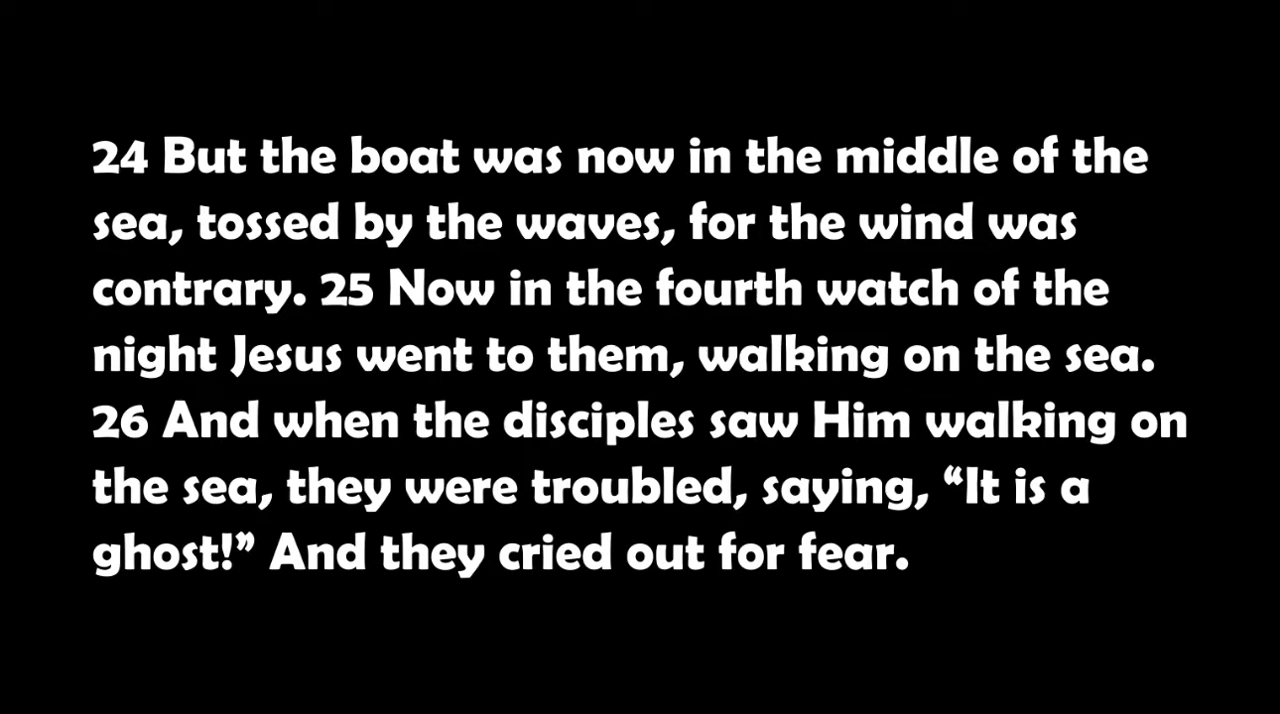 24 But the boat was now in the middle of the
sea, tossed by the waves, for the wind was
contrary. 25 Now in the fourth watch of the
night Jesus went to them, walking on the sea.
26 And when the disciples saw Him walking on
the sea, they were troubled, saying, “It is a
ghost!” And they cried out for fear.